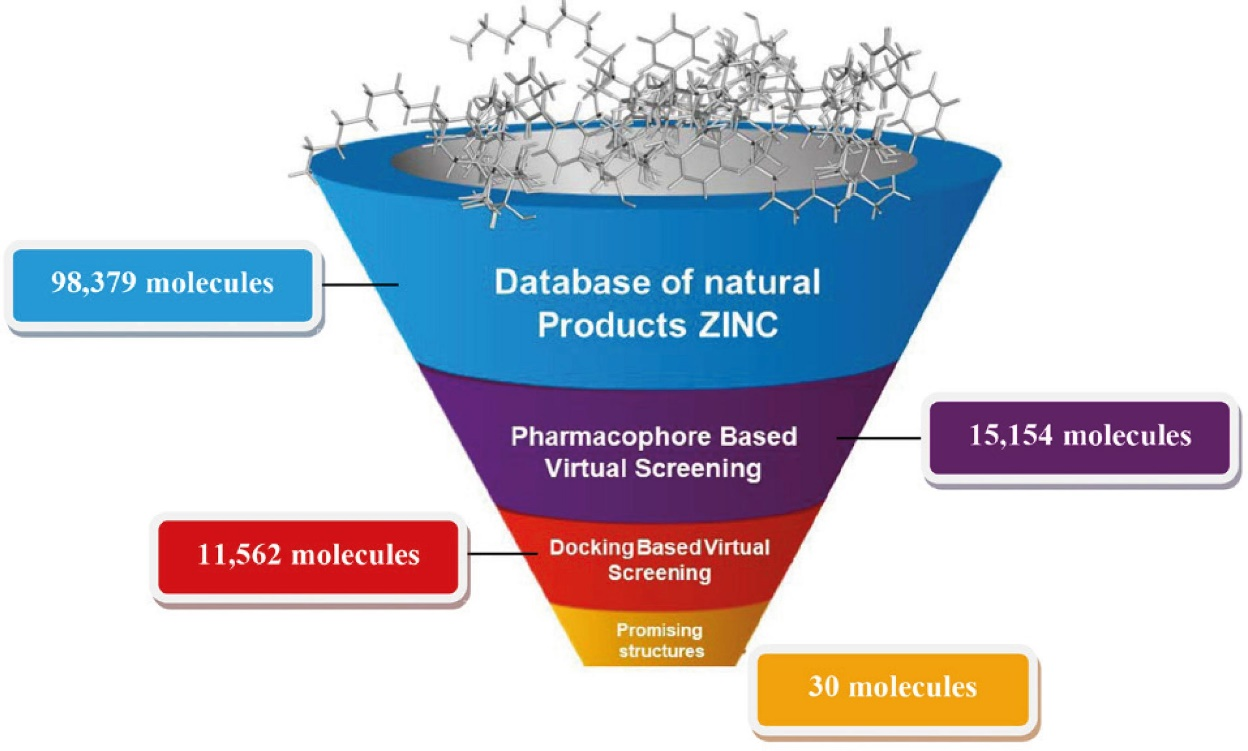 98,379 molecules
Database of natural
Products ZINC
Pharmacophore Based
Virtual Screening
15,154 molecules
11,562 molecules
Docking Based Virtual
Screening
Promising
structures
30 molecules